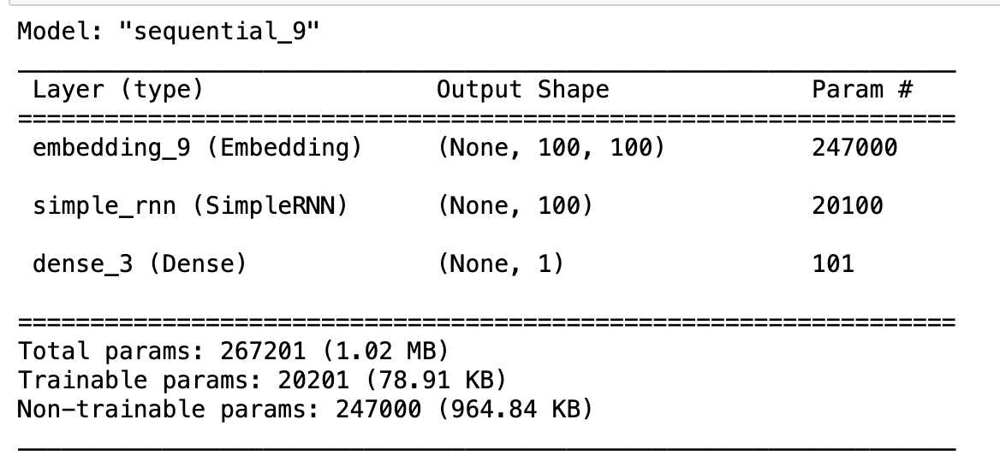 Model: "sequential_9"
Layer (type) Output Shape Param #
embedding_9 (Embedding) (None, 100, 100) 247000
simple_rnn (SimpleRNN) (None, 100) 20100
dense_3 (Dense) (None, 1) 101
Total params: 267201 (1.02 MB)
Trainable params: 20201 (78.91 KB)
Non-trainable params: 247000 (964.84 KB)